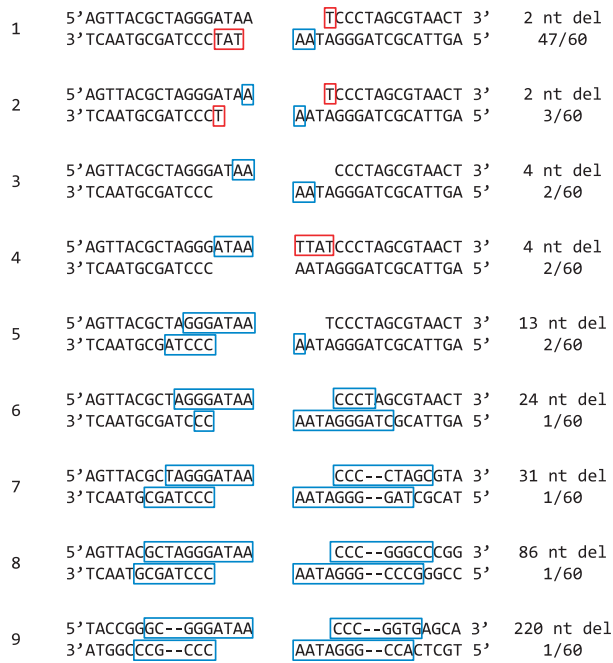 1 5’AGTTACGCTAGGGATAA TCCCTAGCGTAACT 3’ 2 nt del
3’TCAATGCGATCCCTAT AATAGGGATCGCATTGA 5’ 47/60
2 5’AGTTACGCTAGGGATAA TCCCTAGCGTAACT 3’ 2 nt del
3’TCAATGCGATCCCT AATAGGGATCGCATTGA 5’ 3/60
3 5’AGTTACGCTAGGGATAA CCCTAGCGTAACT 3’ 4 nt del
3’TCAATGCGATCCC AATAGGGATCGCATTGA 5’ 2/60
4 5’AGTTACGCTAGGGATAA TTATCCCTAGCGTAACT 3’ 4 nt del
3’TCAATGCGATCCC AATAGGGATCGCATTGA 5’ 2/60
5 5’AGTTACGCTAGGGATAA TCCCTAGCGTAACT 3’ 13 nt del
3’TCAATGCGATCCC AATAGGGATCGCATTGA 5’ 2/60
6 5’AGTTACGCTAGGGATAA CCCTAGCGTAACT 3’ 24 nt del
3’TCAATGCGATCCC AATAGGGATCGCATTGA 5’ 1/60
7 5’AGTTACGCTAGGGATAA CCC--CTAGCGTA 3’ 31 nt del
3’TCAATGCGATCCC AATAGGG--GATCGCAT 5’ 1/60
8 5’AGTTACGCTAGGGATAA CCC--GGGCCCGG 3’ 86 nt del
3’TCAATGCGATCCC AATAGGG--CCCGGGCC 5’ 1/60
9 5’TACCGGGC--GGGATAA CCC--GGTGAGCA 3’ 220 nt del
3’ATGGCCCG--CCC AATAGGG--CCACTCGT 5’ 1/60